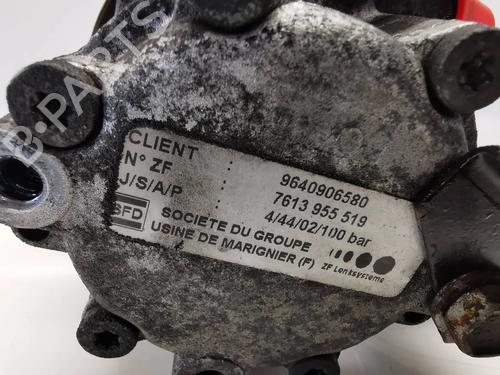 B-PARTS
CLIENT 9640906580
N° ZF 7613 955 519
J/S/A/P 4/44/02/100 bar
SFD SOCIETE DU GROUPE
USINE DE MARIGNIER (F) ZF Lenksysteme